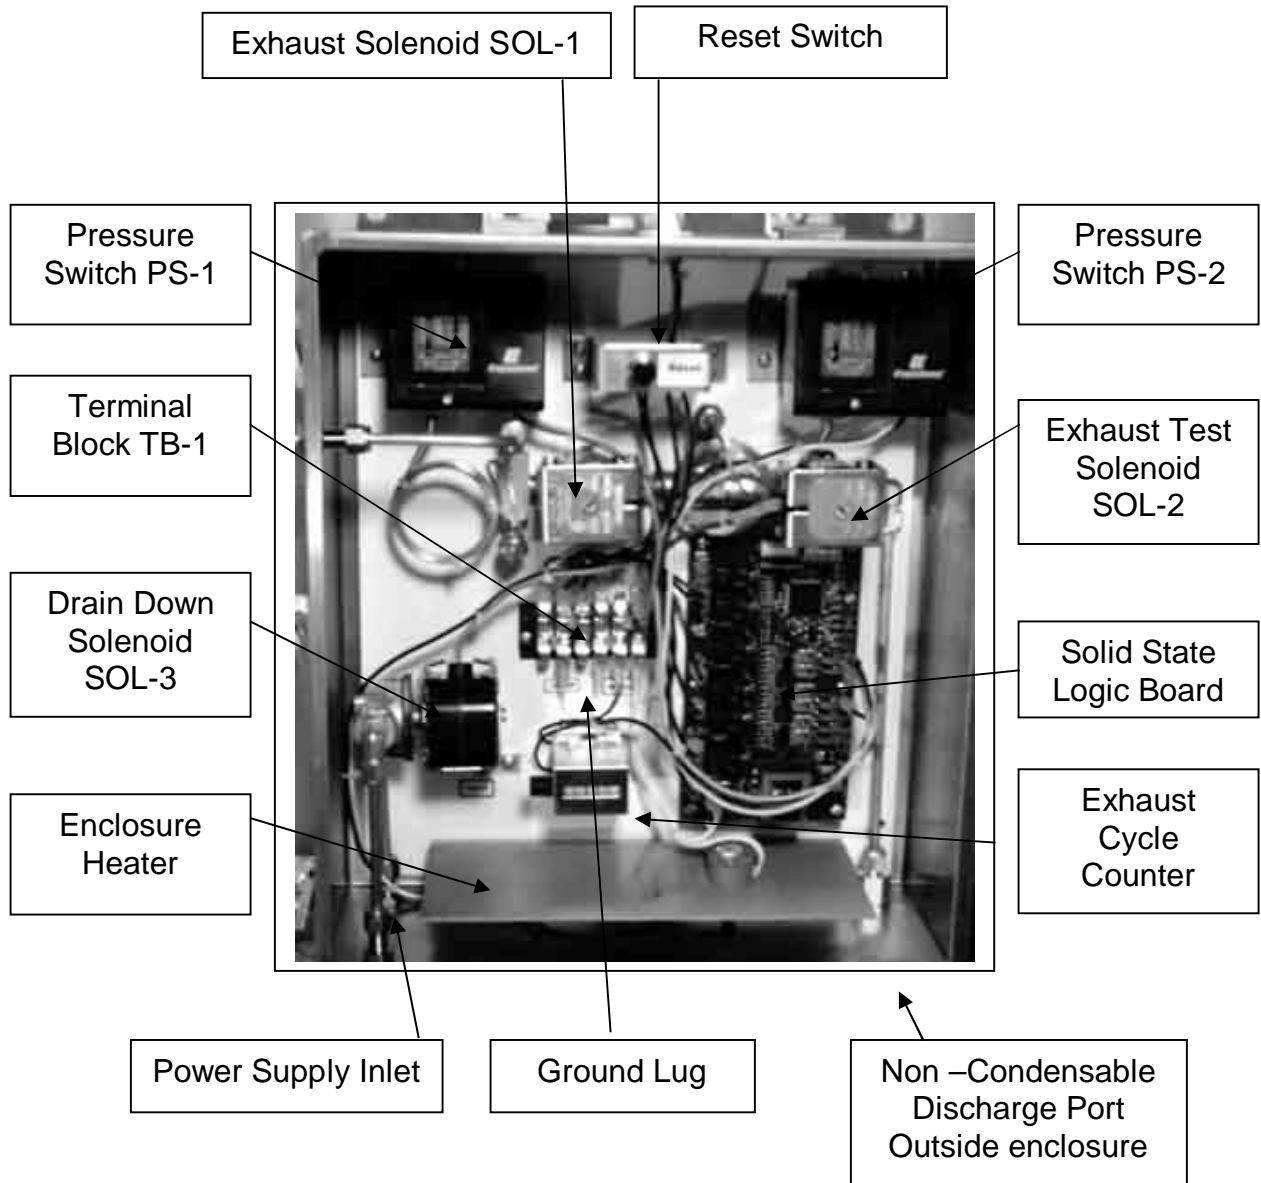 Exhaust Solenoid SOL-1
Reset Switch
Pressure
Switch PS-1
Pressure
Switch PS-2
Terminal
Block TB-1
Exhaust Test
Solenoid
SOL-2
Drain Down
Solenoid
SOL-3
Solid State
Logic Board
Enclosure
Heater
Exhaust
Cycle
Counter
Power Supply Inlet
Ground Lug
Non –Condensable
Discharge Port
Outside enclosure
Reset